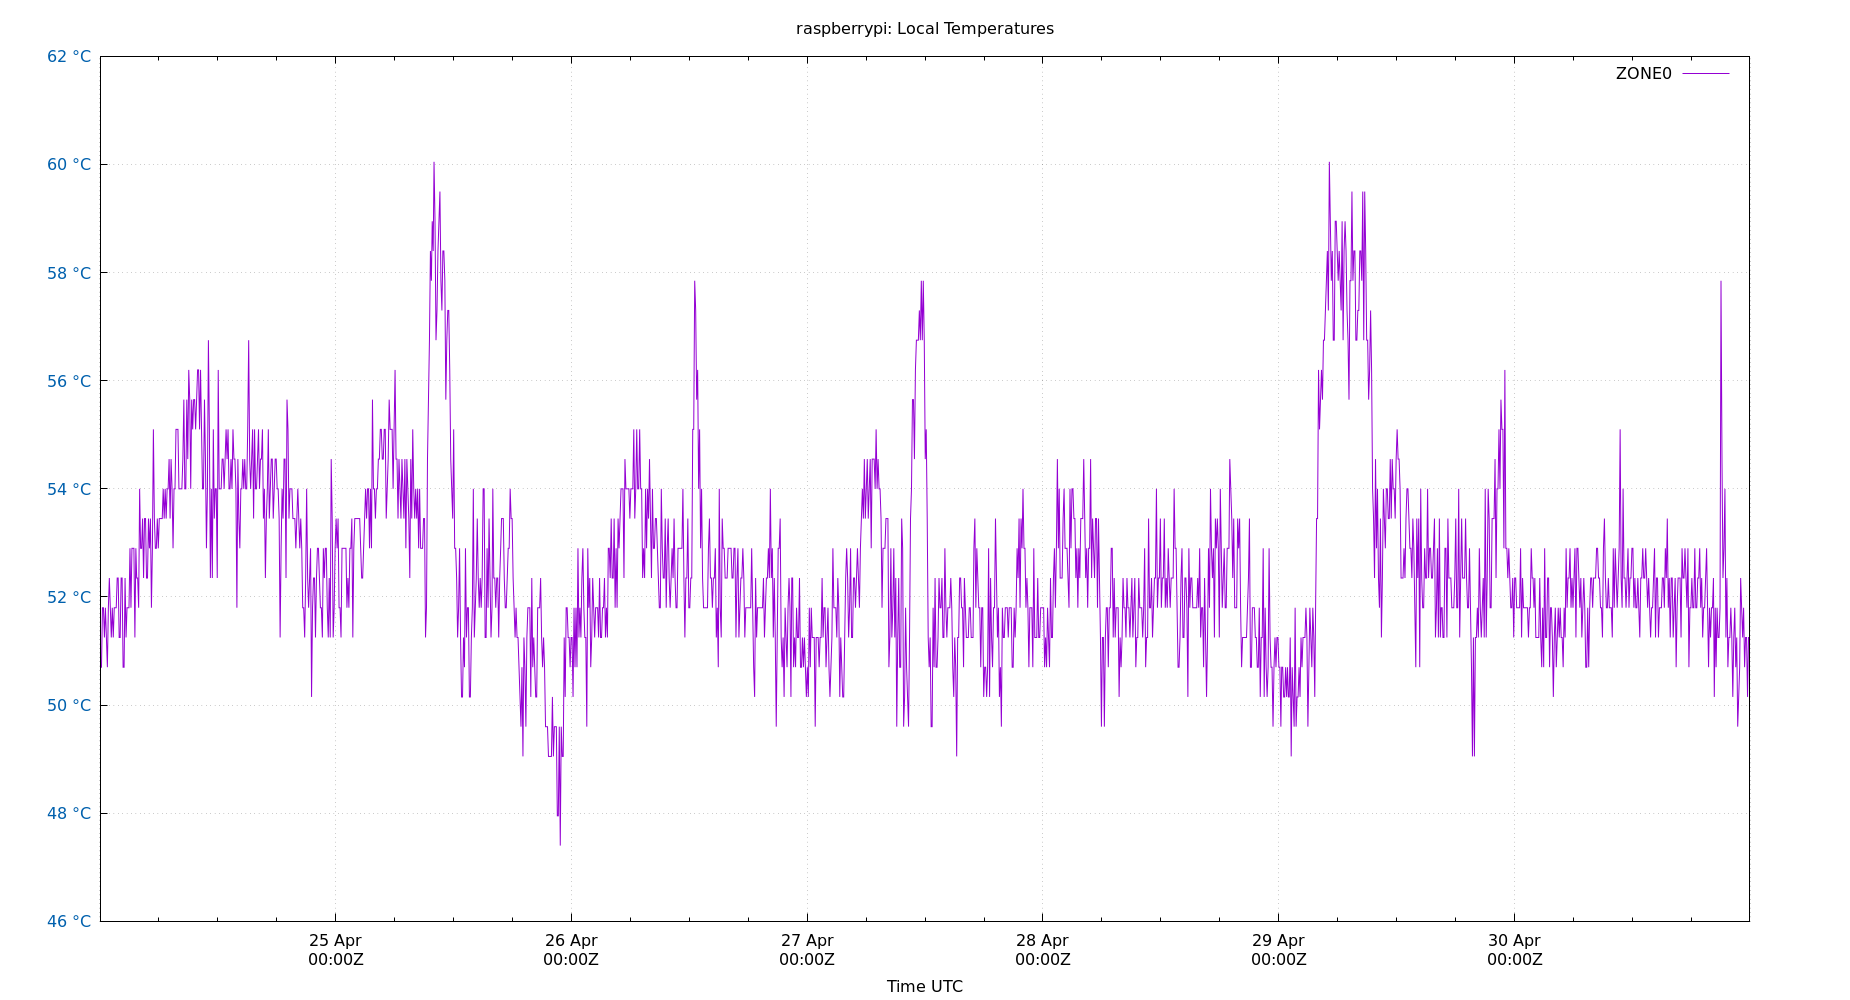 raspberrypi: Local Temperatures
62 °C
ZONE0
60 °C
58 °C
56 °C
54 °C
52 °C
50 °C
48 °C
46 °C
25 Apr 26 Apr 27 Apr 28 Apr 29 Apr 30 Apr
00:00Z 00:00Z 00:00Z 00:00Z 00:00Z 00:00Z
Time UTC